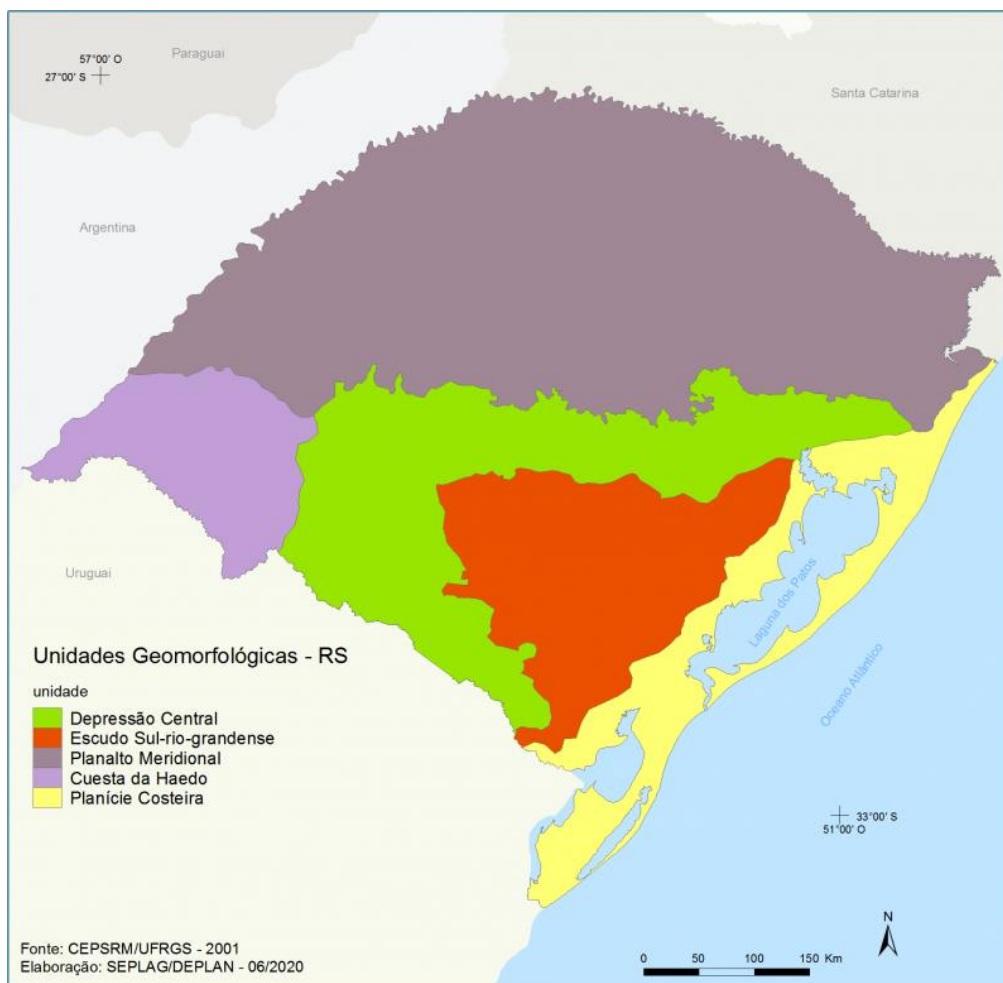 Paraguai
57°00' O
27°00' S
Santa Catarina
Argentina
Uruguai
Laguna dos Patos
Oceano Atlântico
Unidades Geomorfológicas - RS
unidade
Depressão Central
Escudo Sul-rio-grandense
Planalto Meridional
Cuesta da Haedo
Planície Costeira
33°00' S
51°00' O
N
Fonte: CEPSRM/UFRGS - 2001
Elaboração: SEPLAG/DEPLAN - 06/2020
0 50 100 150 Km